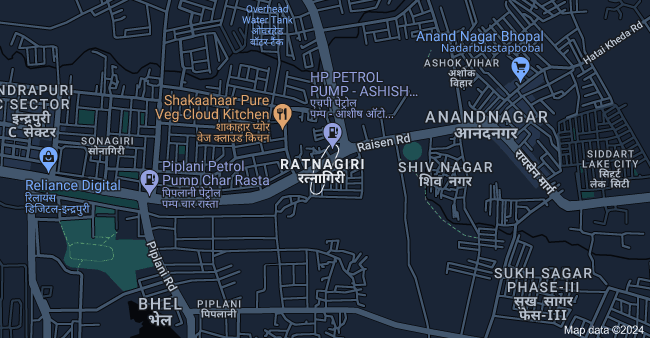 Overhead
Water Tank
ओवरहेड
वॉटर-टैंक
Anand Nagar Bhopal
Nadarbusstapbobal
Hatai Kheda Rd
ASHOK VIHAR
अशोक
विहार
HP PETROL
PUMP - ASHISH...
एचपी पेट्रोल
पम्प - आशीष ऑटो...
NDRAPURI
C SECTOR
इन्द्रपुरी
C सेक्टर
Shakaahaar Pure
Veg Cloud Kitchen
शाकाहार प्योर
वेज क्लाउड किचन
ANANDNAGAR
आनंदनगर
SONAGIRI
सोनागिरी
Raisen Rd
रायसेन मार्ग
RATNAGIRI
रत्नागिरी
SHIV NAGAR
शिव नगर
SIDDART
LAKE CITY
सिद्दार्ट
लेक सिटी
Piplani Petrol
Pump Char Rasta
पिपलानी पेट्रोल
पम्प चार रास्ता
Reliance Digital
रिलायंस
डिजिटल-इन्द्रपुरी
Piplani Rd
SUKH SAGAR
PHASE-III
सुख सागर
फेस-III
BHEL
भेल
PIPLANI
पिपलानी
Map data ©2024